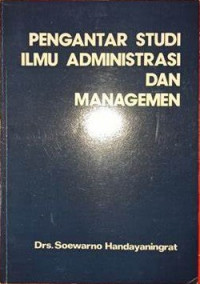 PENGANTAR STUDI
ILMU ADMINISTRASI
DAN
MANAGEMEN
Drs. Soewarno Handayaningrat